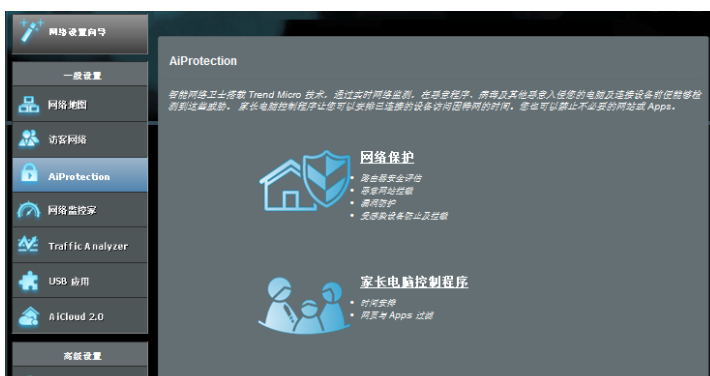 网络设置向导
一般设置
网络地图
访客网络
AiProtection
网络监控家
Traffic Analyzer
USB 应用
AiCloud 2.0
高级设置
AiProtection
智能网络卫士搭载 Trend Micro 技术，通过实时网络监测，在恶意程序、病毒及其他恶意入侵您的电脑及连接设备前便能够检
测到这些威胁。 家长电脑控制程序让您可以安排已连接的设备访问因特网的时间。您也可以禁止不必要的网站或 Apps。
网络保护
路由器安全评估
恶意网站拦截
漏洞防护
受感染设备防止及拦截
家长电脑控制程序
时间安排
网页与 Apps 过滤